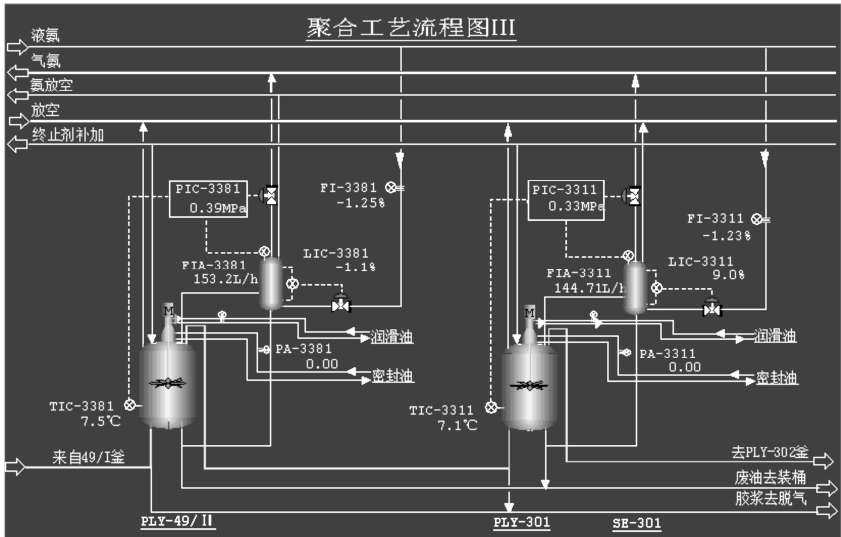 聚合工艺流程图III
液氨
气氨
氨放空
放空
终止剂补加
PIC-3381
0.39MPa
FI-3381
-1.25%
PIC-3311
0.33MPa
FI-3311
-1.23%
LIC-3381
-1.1%
FIA-3381
153.2L/h
LIC-3311
9.0%
FIA-3311
144.71L/h
M
M
润滑油
润滑油
PA-3381
0.00
密封油
PA-3311
0.00
密封油
TIC-3381
7.5℃
TIC-3311
7.1℃
来自49/I釜
去PLY-302釜
废油去装桶
胶浆去脱气
PLY-49/II
PLY-301
SE-301